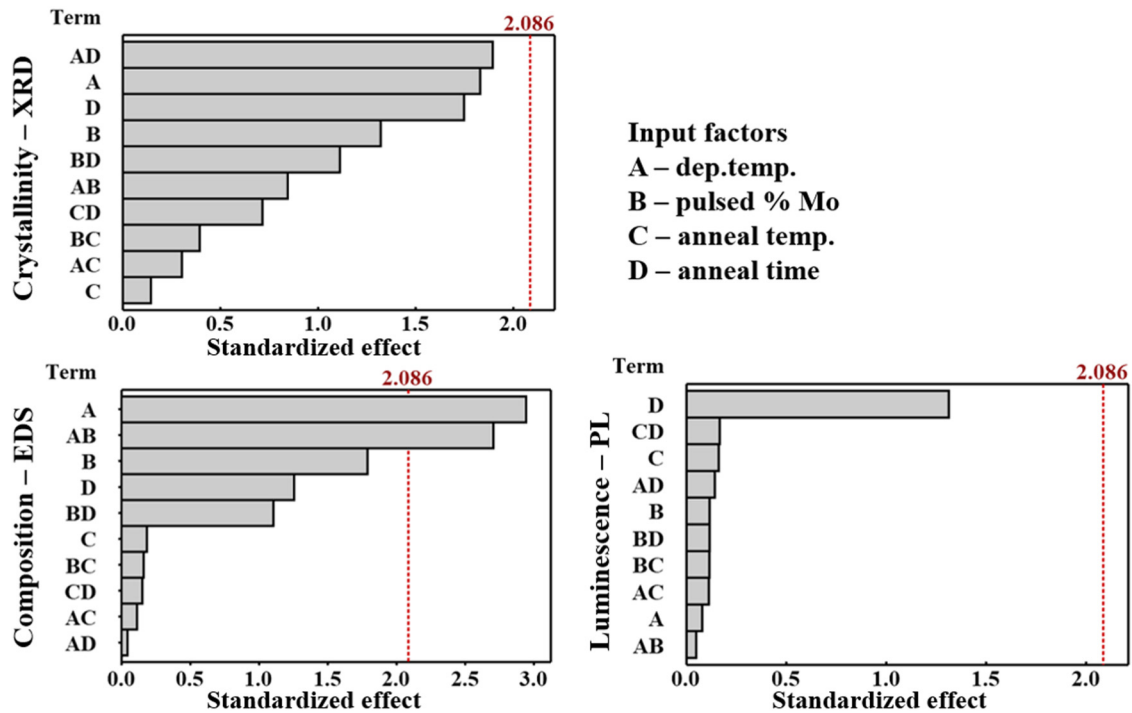 Term
2.086
Crystallinity – XRD
AD
A
D
B
BD
AB
CD
BC
AC
C
0.0 0.5 1.0 1.5 2.0
Standardized effect
Input factors
A – dep.temp.
B – pulsed % Mo
C – anneal temp.
D – anneal time
Term
2.086
Composition – EDS
A
AB
B
D
BD
C
BC
CD
AC
AD
0.0 0.5 1.0 1.5 2.0 2.5 3.0
Standardized effect
Term
2.086
Luminescence – PL
D
CD
C
AD
B
BD
BC
AC
A
AB
0.0 0.5 1.0 1.5 2.0
Standardized effect